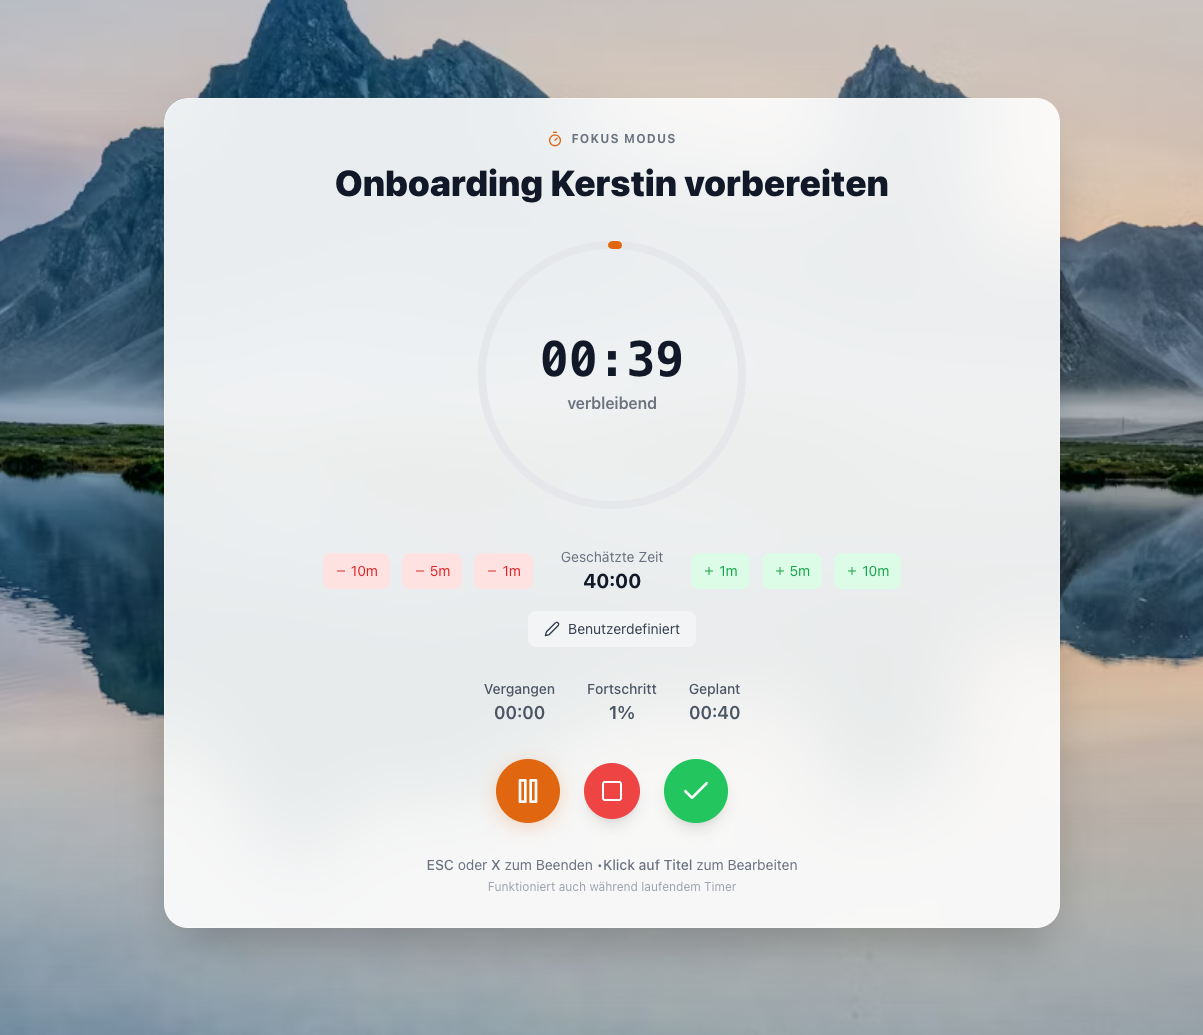 FOKUS MODUS
Onboarding Kerstin vorbereiten
00:39
verbleibend
− 10m − 5m − 1m Geschätzte Zeit + 1m + 5m + 10m
40:00
Benutzerdefiniert
Vergangen Fortschritt Geplant
00:00 1% 00:40
ESC oder X zum Beenden •Klick auf Titel zum Bearbeiten
Funktioniert auch während laufendem Timer